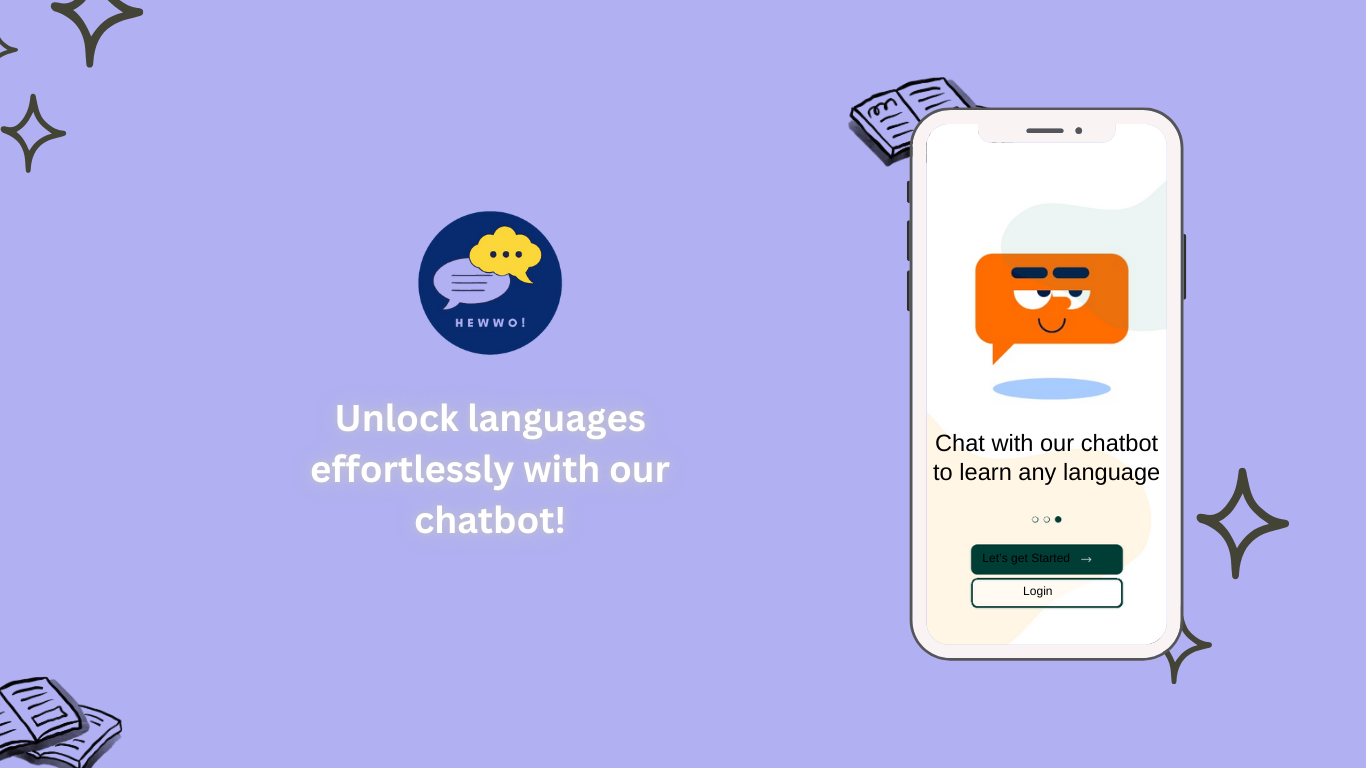 HEWWO!
Unlock languages
effortlessly with our
chatbot!
Chat with our chatbot
to learn any language
Let's get Started →
Login